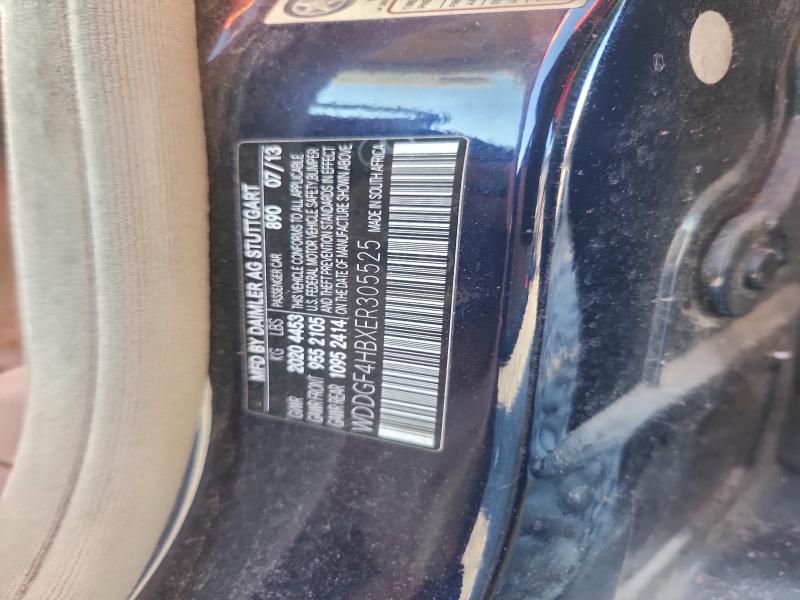 MFD BY DAIMLER AG STUTTGART
KG LBS PASSENGER CAR 890 07/13
GVWR 2020 4453 THIS VEHICLE CONFORMS TO ALL APPLICABLE
GAWR FRONT 955 2105 U.S. FEDERAL MOTOR VEHICLE SAFETY, BUMPER
AND THEFT PREVENTION STANDARDS IN EFFECT
GAWR REAR 1095 2414 ON THE DATE OF MANUFACTURE SHOWN ABOVE
WDDGF4HBXER305525 MADE IN SOUTH AFRICA